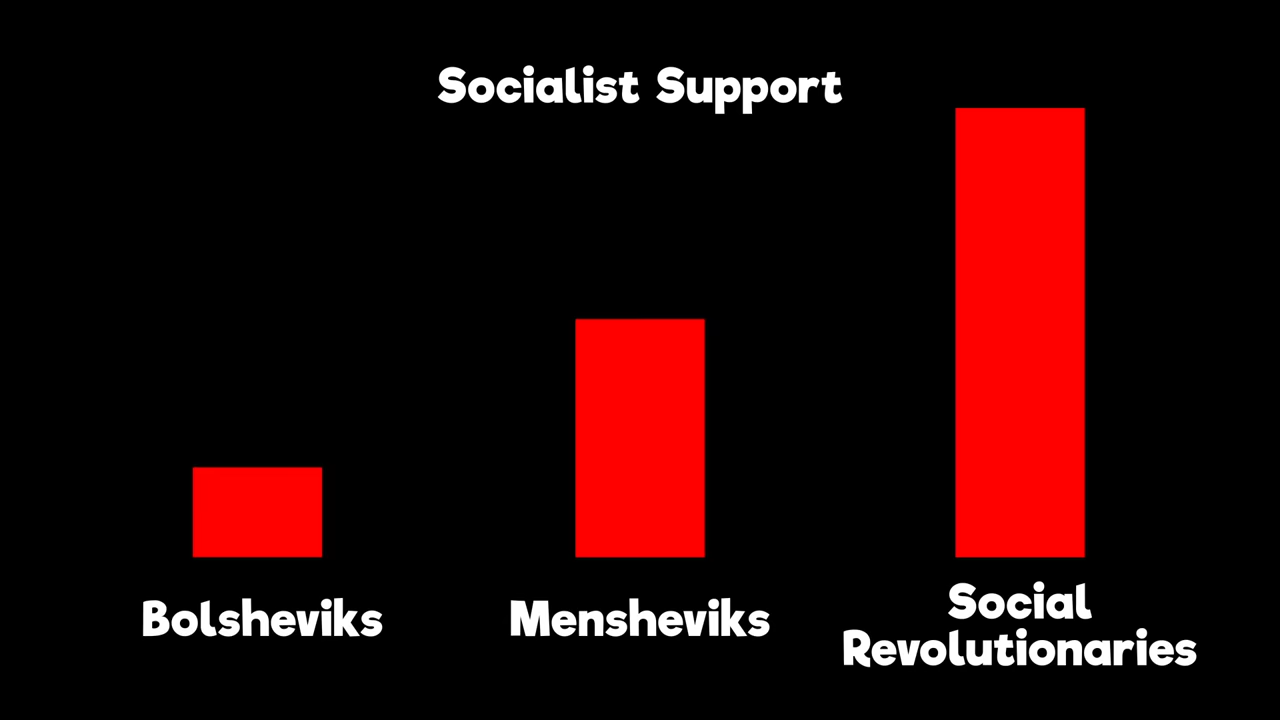 Socialist Support
Bolsheviks
Mensheviks
Social
Revolutionaries